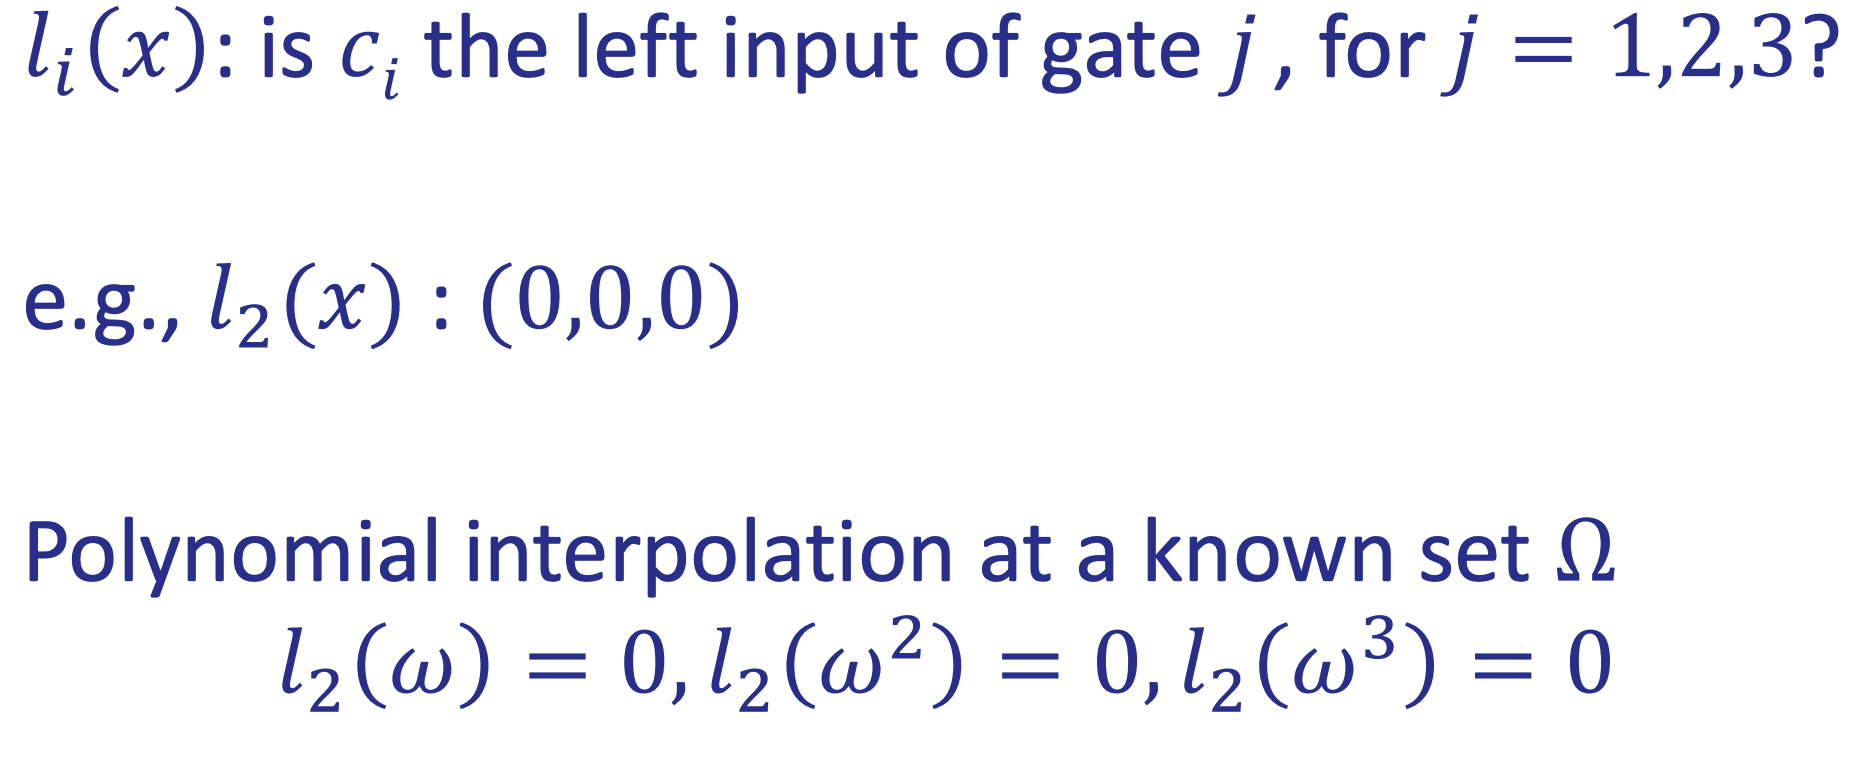 l_i(x): is c_i the left input of gate j , for j = 1,2,3?
e.g., l_2(x) : (0,0,0)
Polynomial interpolation at a known set Ω
l_2(ω) = 0, l_2(ω^2) = 0, l_2(ω^3) = 0